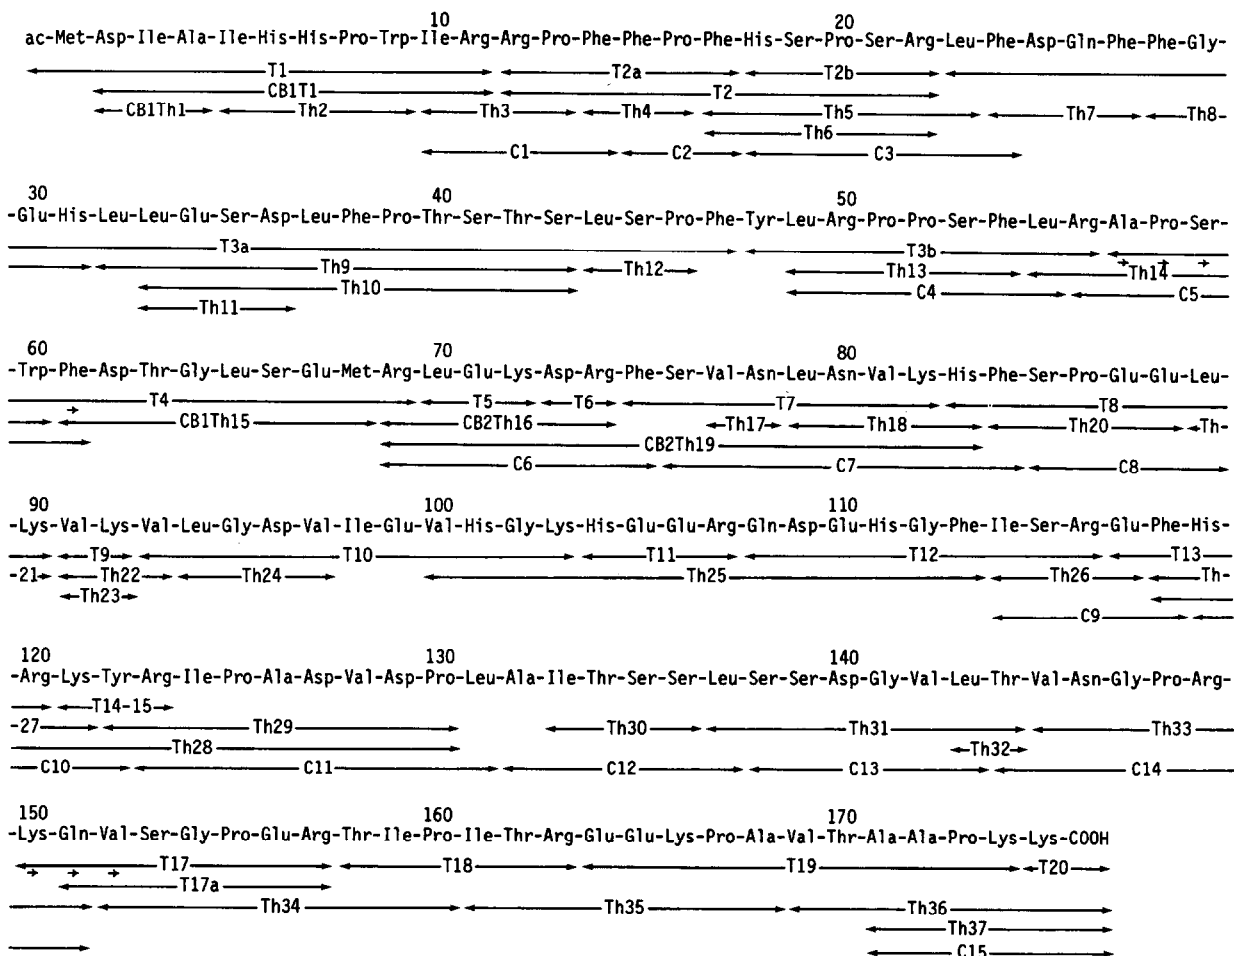 10 20
ac-Met-Asp-Ile-Ala-Ile-His-His-Pro-Trp-Ile-Arg-Arg-Pro-Phe-Phe-Pro-Phe-His-Ser-Pro-Ser-Arg-Leu-Phe-Asp-Gln-Phe-Phe-Gly-
T1 T2a T2b
CB1T1 T2
CB1Th1 Th2 Th3 Th4 Th5 Th7 Th8-
Th6
C1 C2 C3
30 40 50
-Glu-His-Leu-Leu-Glu-Ser-Asp-Leu-Phe-Pro-Thr-Ser-Thr-Ser-Leu-Ser-Pro-Phe-Tyr-Leu-Arg-Pro-Pro-Ser-Phe-Leu-Arg-Ala-Pro-Ser-
T3a T3b
Th9 Th12 Th13 Th14
Th10 C4 C5
Th11
60 70 80
-Trp-Phe-Asp-Thr-Gly-Leu-Ser-Glu-Met-Arg-Leu-Glu-Lys-Asp-Arg-Phe-Ser-Val-Asn-Leu-Asn-Val-Lys-His-Phe-Ser-Pro-Glu-Glu-Leu-
T4 T5 T6 T7 T8
CB1Th15 CB2Th16 Th17 Th18 Th20 Th-
CB2Th19
C6 C7 C8
90 100 110
-Lys-Val-Lys-Val-Leu-Gly-Asp-Val-Ile-Glu-Val-His-Gly-Lys-His-Glu-Glu-Arg-Gln-Asp-Glu-His-Gly-Phe-Ile-Ser-Arg-Glu-Phe-His-
T9 T10 T11 T12 T13
-21 Th22 Th24 Th25 Th26 Th-
Th23
C9
120 130 140
-Arg-Lys-Tyr-Arg-Ile-Pro-Ala-Asp-Val-Asp-Pro-Leu-Ala-Ile-Thr-Ser-Ser-Leu-Ser-Ser-Asp-Gly-Val-Leu-Thr-Val-Asn-Gly-Pro-Arg-
T14-15
-27 Th29 Th30 Th31 Th33
Th28 Th32
C10 C11 C12 C13 C14
150 160 170
-Lys-Gln-Val-Ser-Gly-Pro-Glu-Arg-Thr-Ile-Pro-Ile-Thr-Arg-Glu-Glu-Lys-Pro-Ala-Val-Thr-Ala-Ala-Pro-Lys-Lys-COOH
T17 T18 T19 T20
T17a
Th34 Th35 Th36
Th37
C15